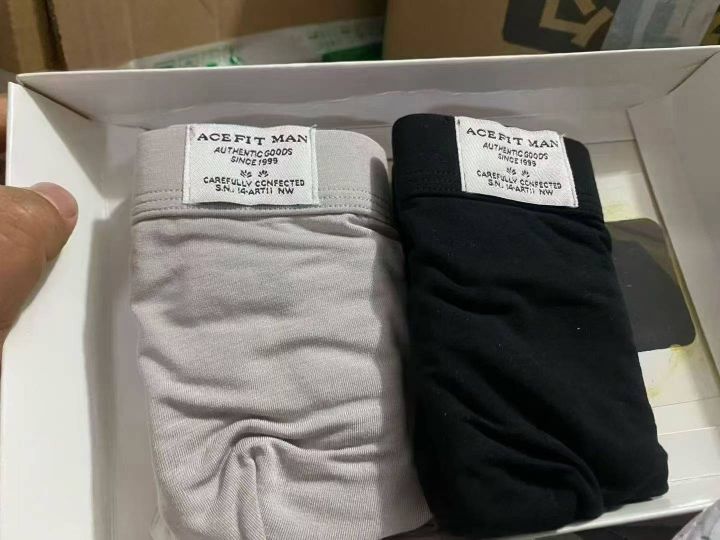 ACEFIT MAN
AUTHENTIC GOODS
SINCE 1999
CAREFULLY CONFECTED
S.N.: 14-ART11 NW
ACEFIT MAN
AUTHENTIC GOODS
SINCE 1999
CAREFULLY CONFECTED
S.N.: 14-ART11 NW